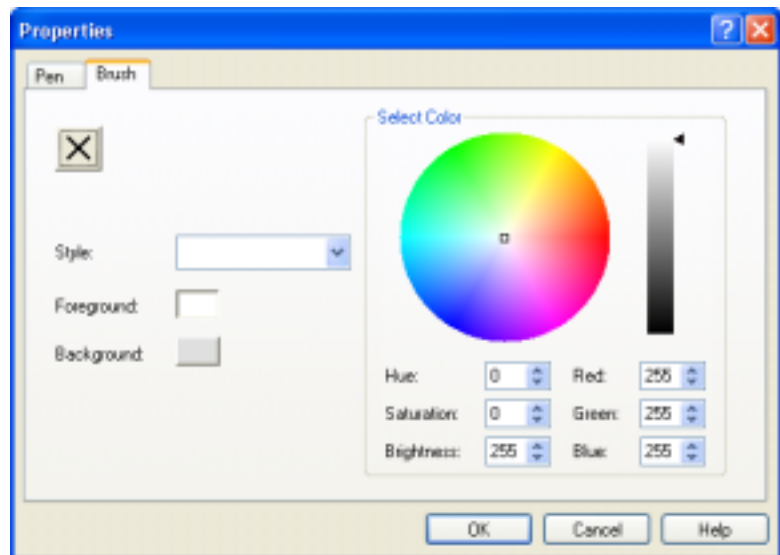 Properties
Pen Brush
Select Color
Style:
Foreground:
Background:
Hue: 0 Red: 255
Saturation: 0 Green: 255
Brightness: 255 Blue: 255
OK Cancel Help